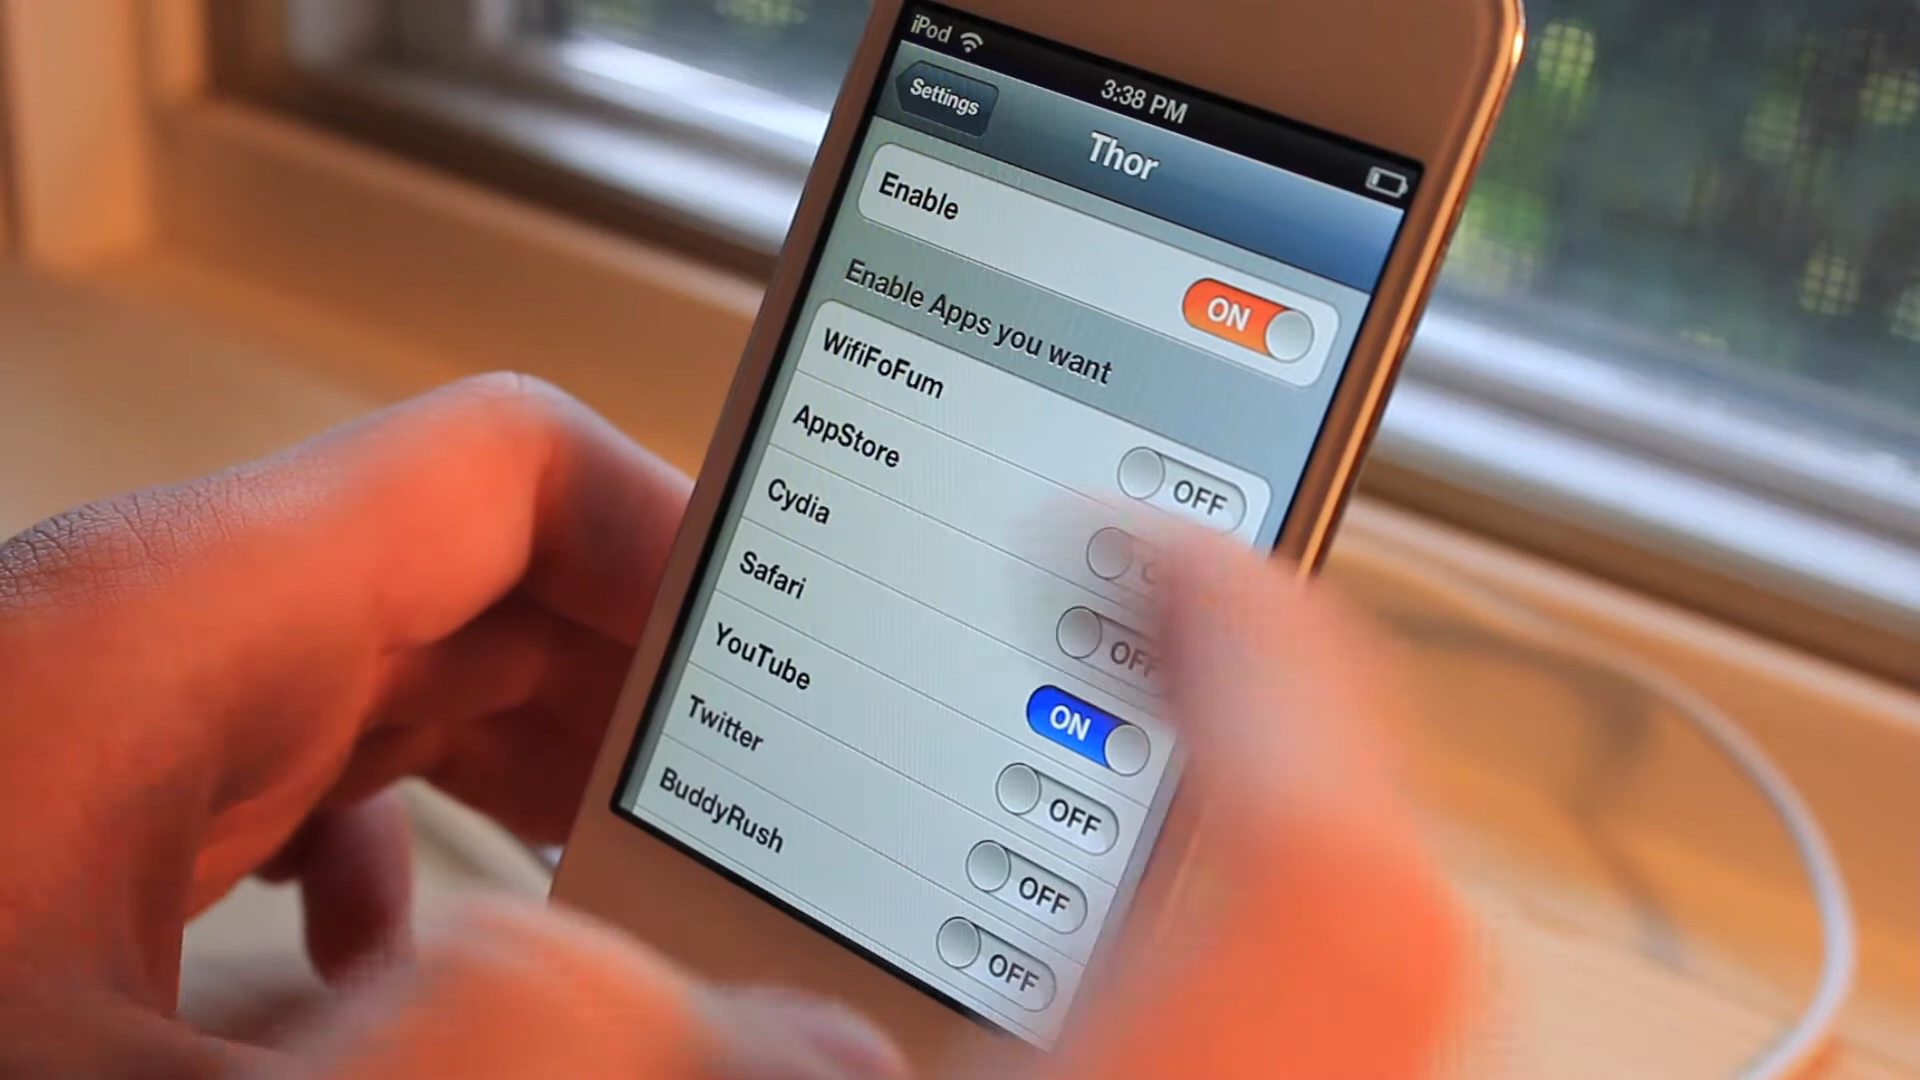 iPod
3:38 PM
Settings
Thor
Enable
ON
Enable Apps you want
WifiFoFum
OFF
AppStore
Cydia
OFF
Safari
ON
YouTube
OFF
Twitter
OFF
BuddyRush
OFF